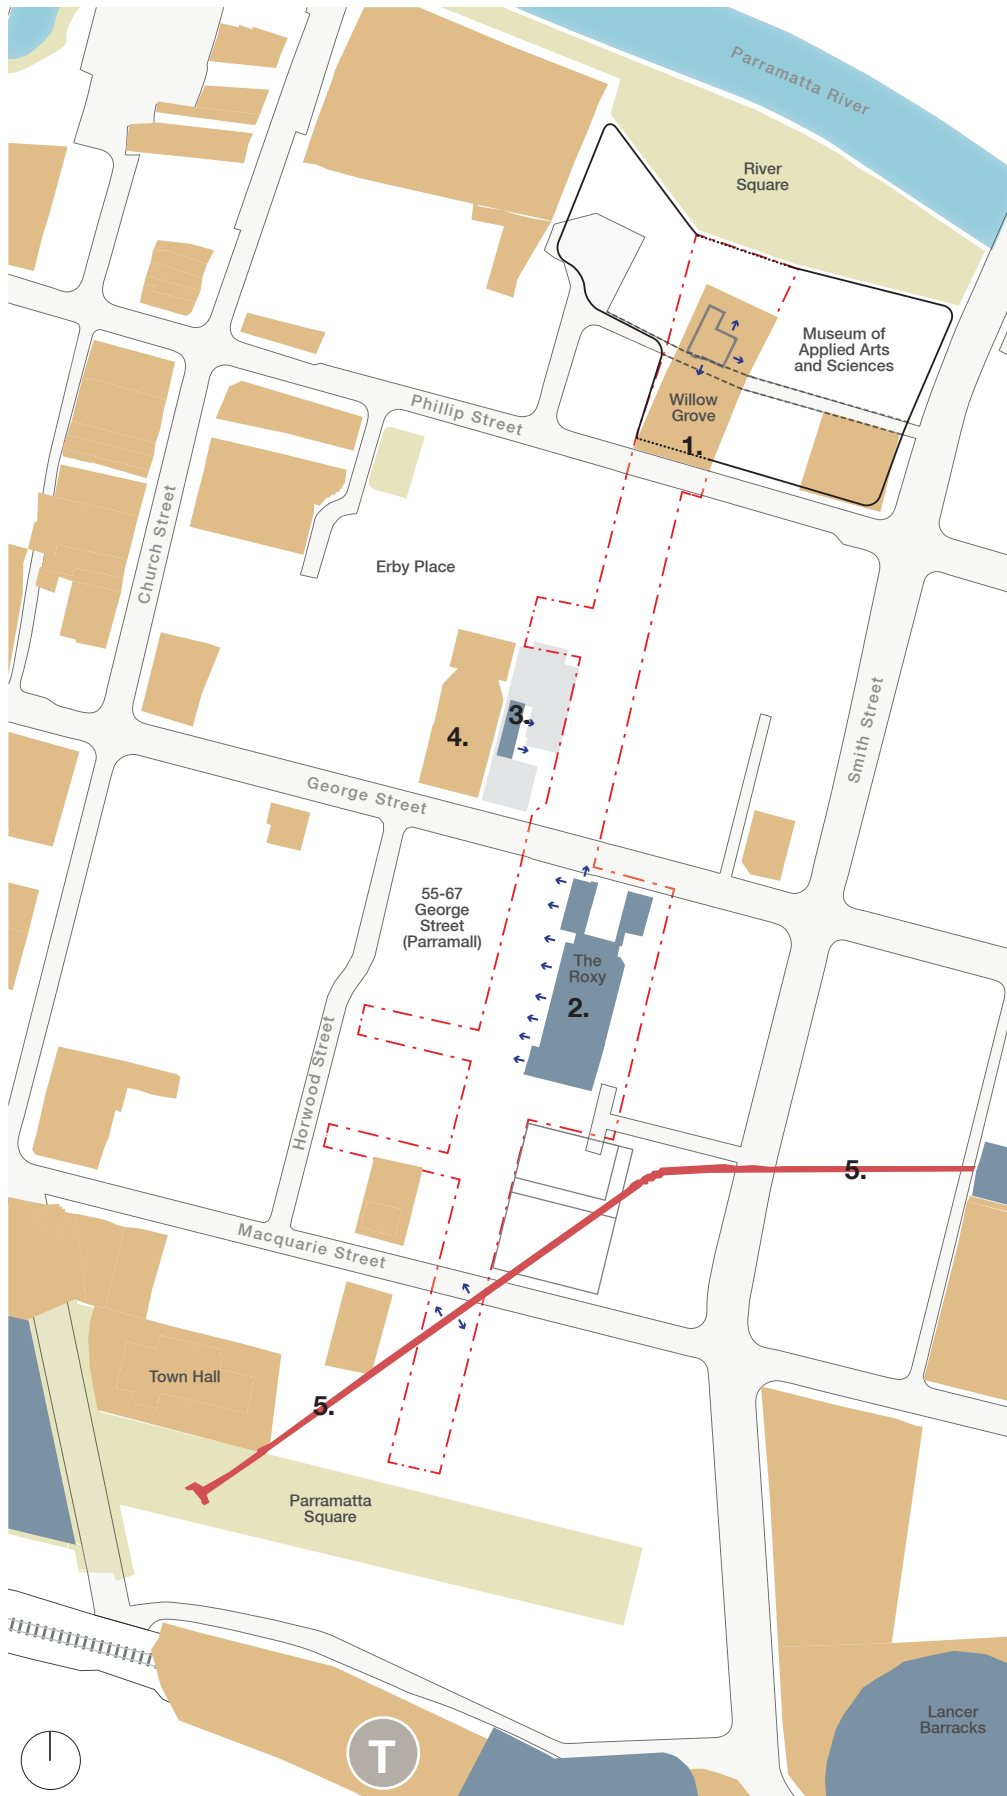 Parramatta River
River
Square
Museum of
Applied Arts
and Sciences
Willow
Grove
1.
Phillip Street
Church Street
Erby Place
Smith Street
3.
4.
George Street
55-67
George
Street
(Parramall)
The
Roxy
2.
Horwood Street
5.
Macquarie Street
Town Hall
5.
Parramatta
Square
Lancer
Barracks
T